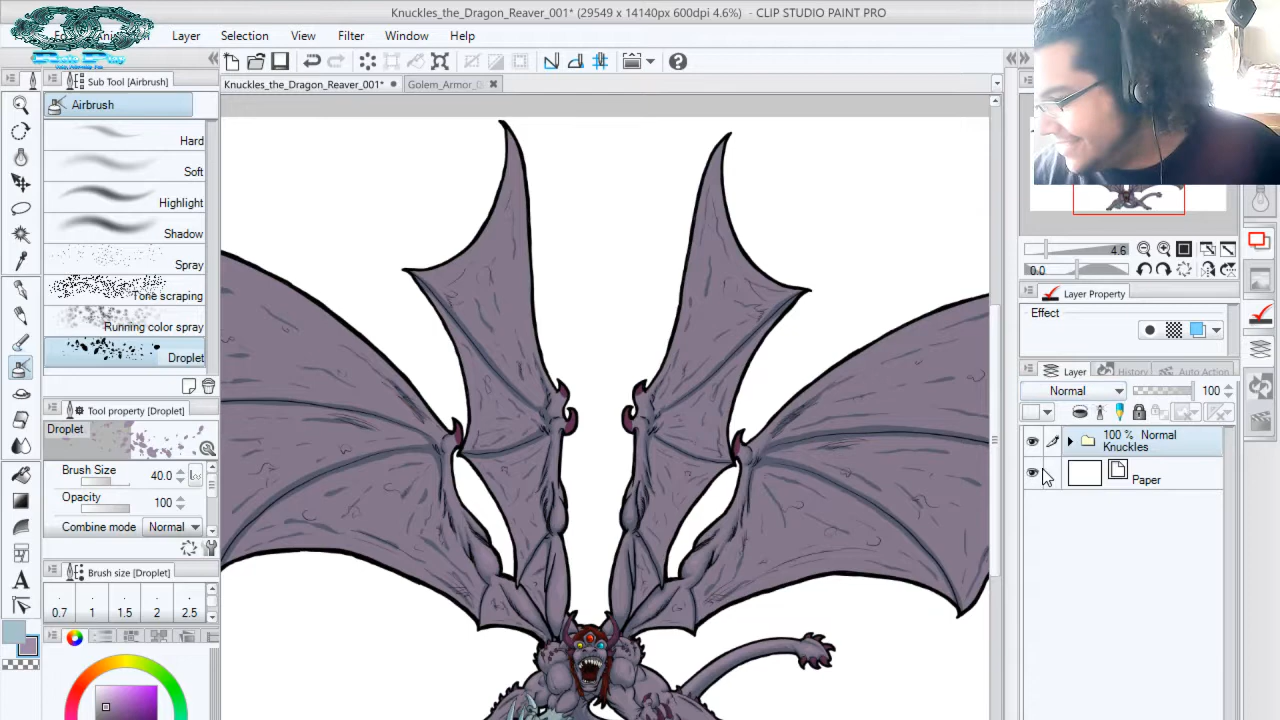 Knuckles_the_Dragon_Reaver_001* (29549 x 14140px 600dpi 4.6%) - CLIP STUDIO PAINT PRO
Layer Selection View Filter Window Help
Sub Tool [Airbrush]
Knuckles_the_Dragon_Reaver_001* Golem_Armor_D
Airbrush
Hard
Soft
Highlight
Shadow
Spray
Tone scraping
Running color spray
Droplet
Tool property [Droplet]
Droplet
Brush Size 40.0
Opacity 100
Combine mode Normal
Brush size [Droplet]
0.7 1 1.5 2 2.5
4.6
0.0
Layer Property
Effect
Layer History Auto Action
Normal 100
100 % Normal
Knuckles
Paper